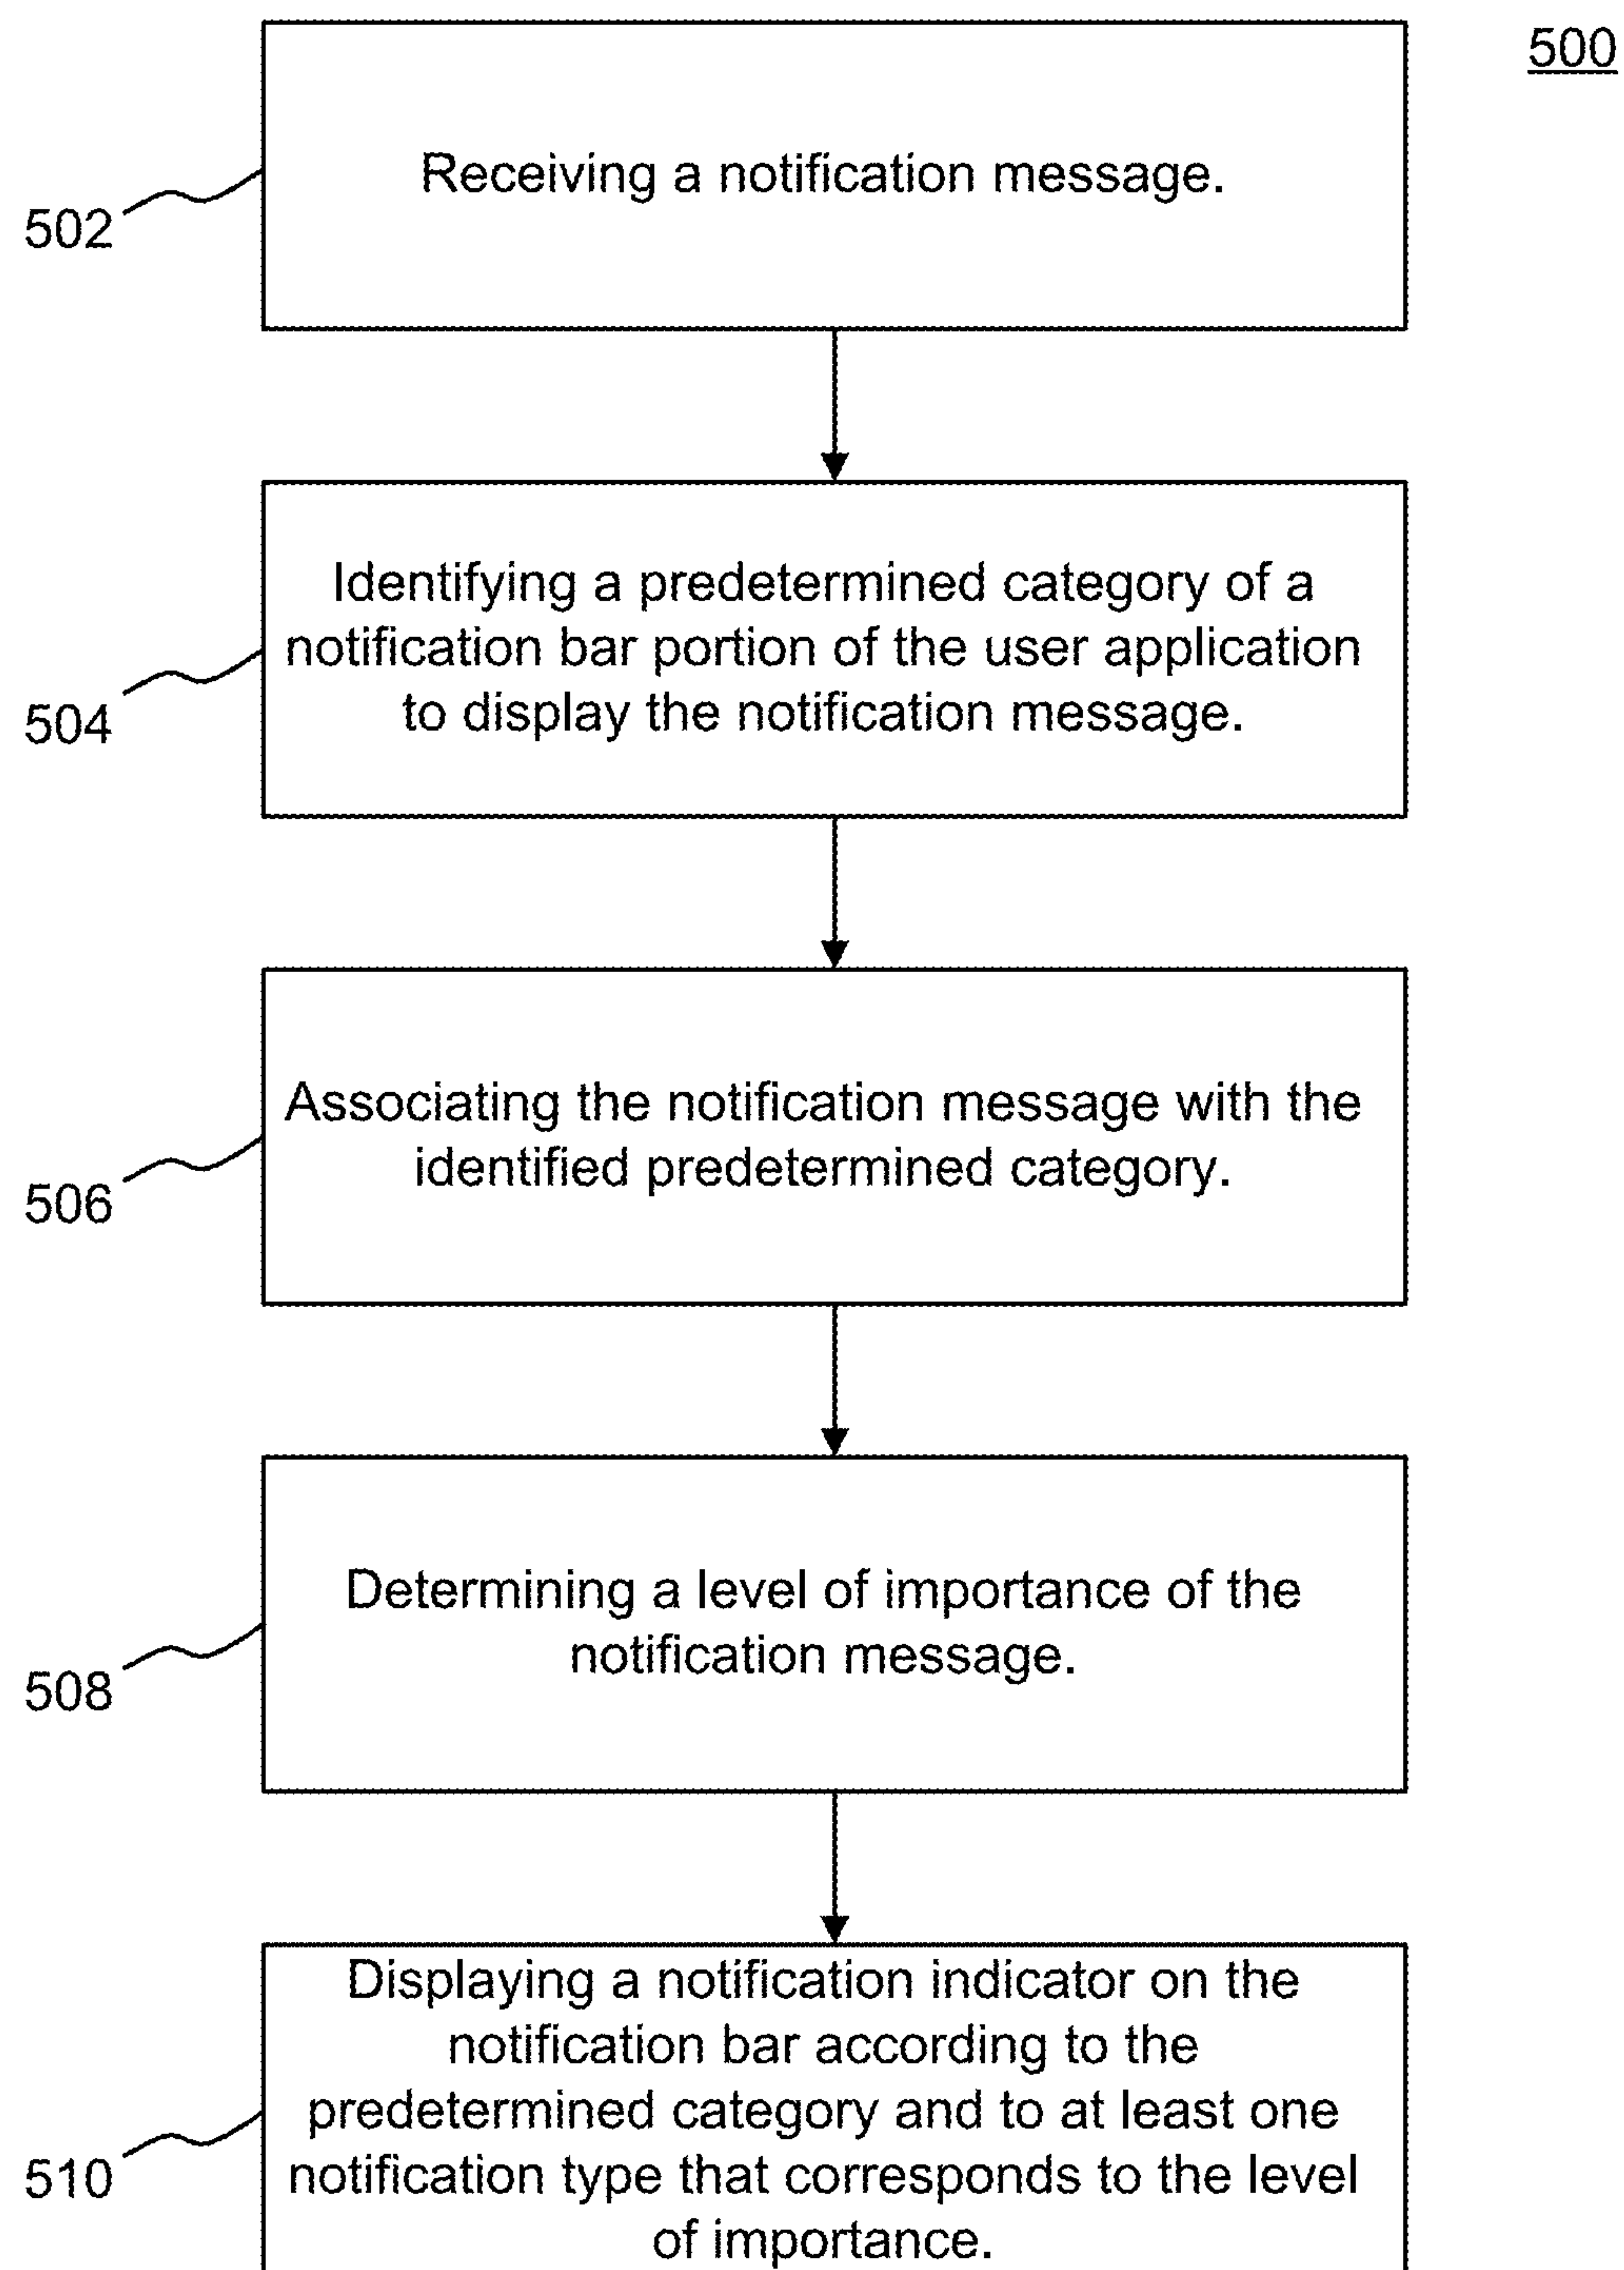 500
Receiving a notification message.
502
Identifying a predetermined category of a
notification bar portion of the user application
to display the notification message.
504
Associating the notification message with the
identified predetermined category.
506
Determining a level of importance of the
notification message.
508
Displaying a notification indicator on the
notification bar according to the
predetermined category and to at least one
notification type that corresponds to the level
of importance.
510